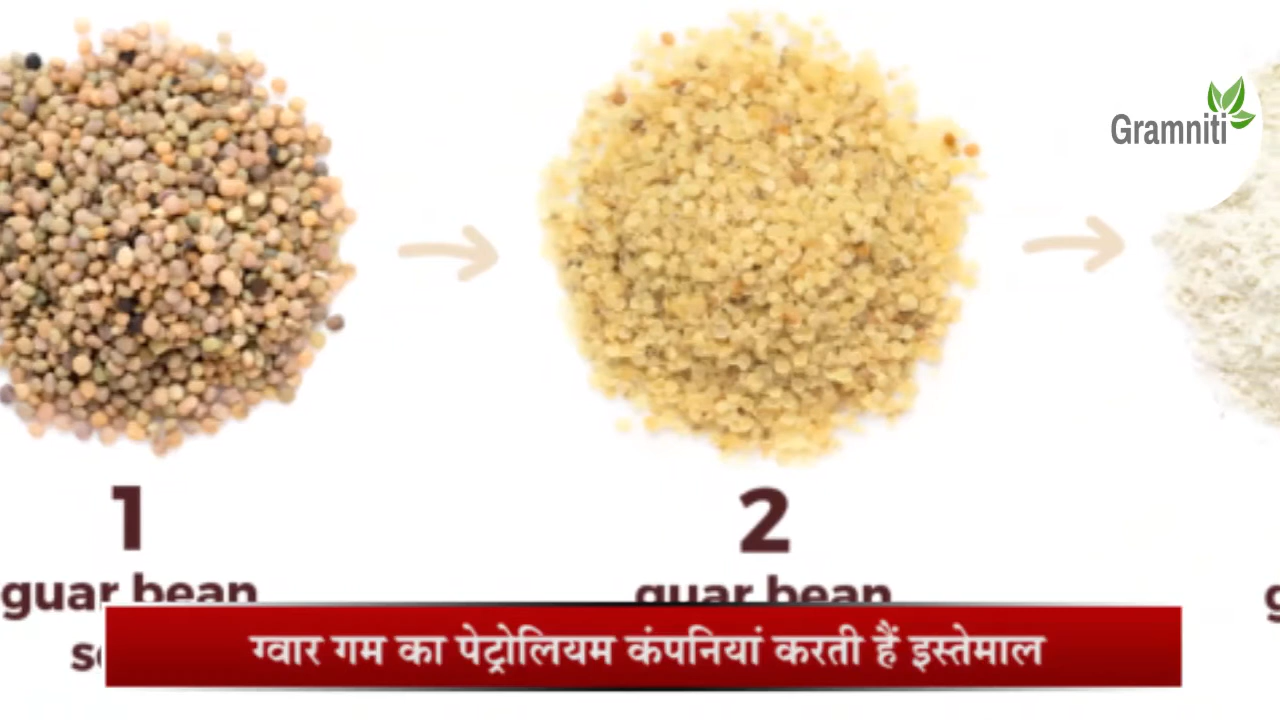 Gramniti
1
2
guar bean
guar bean
ग्वार गम का पेट्रोलियम कंपनियां करती हैं इस्तेमाल